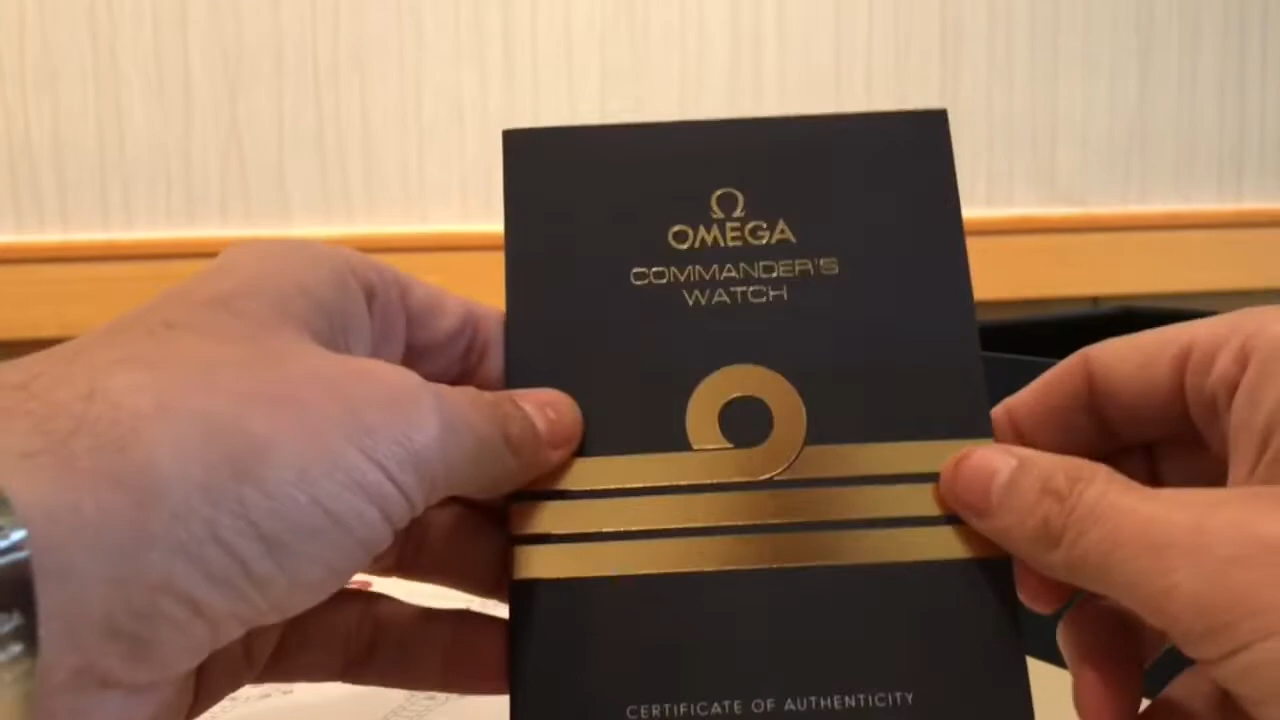 Ω
OMEGA
COMMANDER'S
WATCH
CERTIFICATE OF AUTHENTICITY